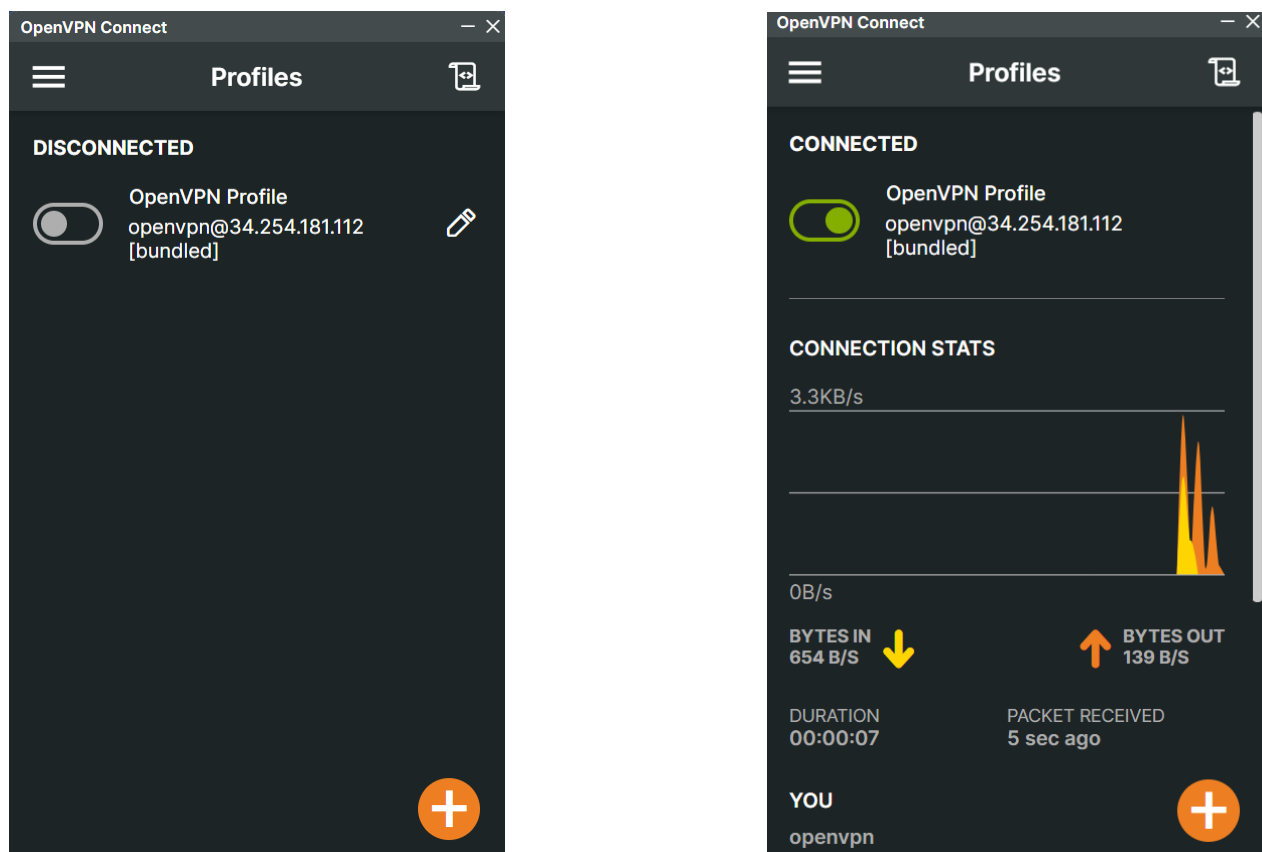 OpenVPN Connect
Profiles
DISCONNECTED
OpenVPN Profile
openvpn@34.254.181.112
[bundled]
OpenVPN Connect
Profiles
CONNECTED
OpenVPN Profile
openvpn@34.254.181.112
[bundled]
CONNECTION STATS
3.3KB/s
0B/s
BYTES IN
654 B/S
BYTES OUT
139 B/S
DURATION
00:00:07
PACKET RECEIVED
5 sec ago
YOU
openvpn